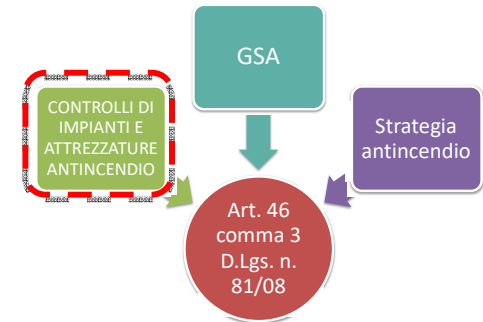 GSA
CONTROLLI DI
IMPIANTI E
ATTREZZATURE
ANTINCENDIO
Strategia
antincendio
Art. 46
comma 3
D.Lgs. n.
81/08